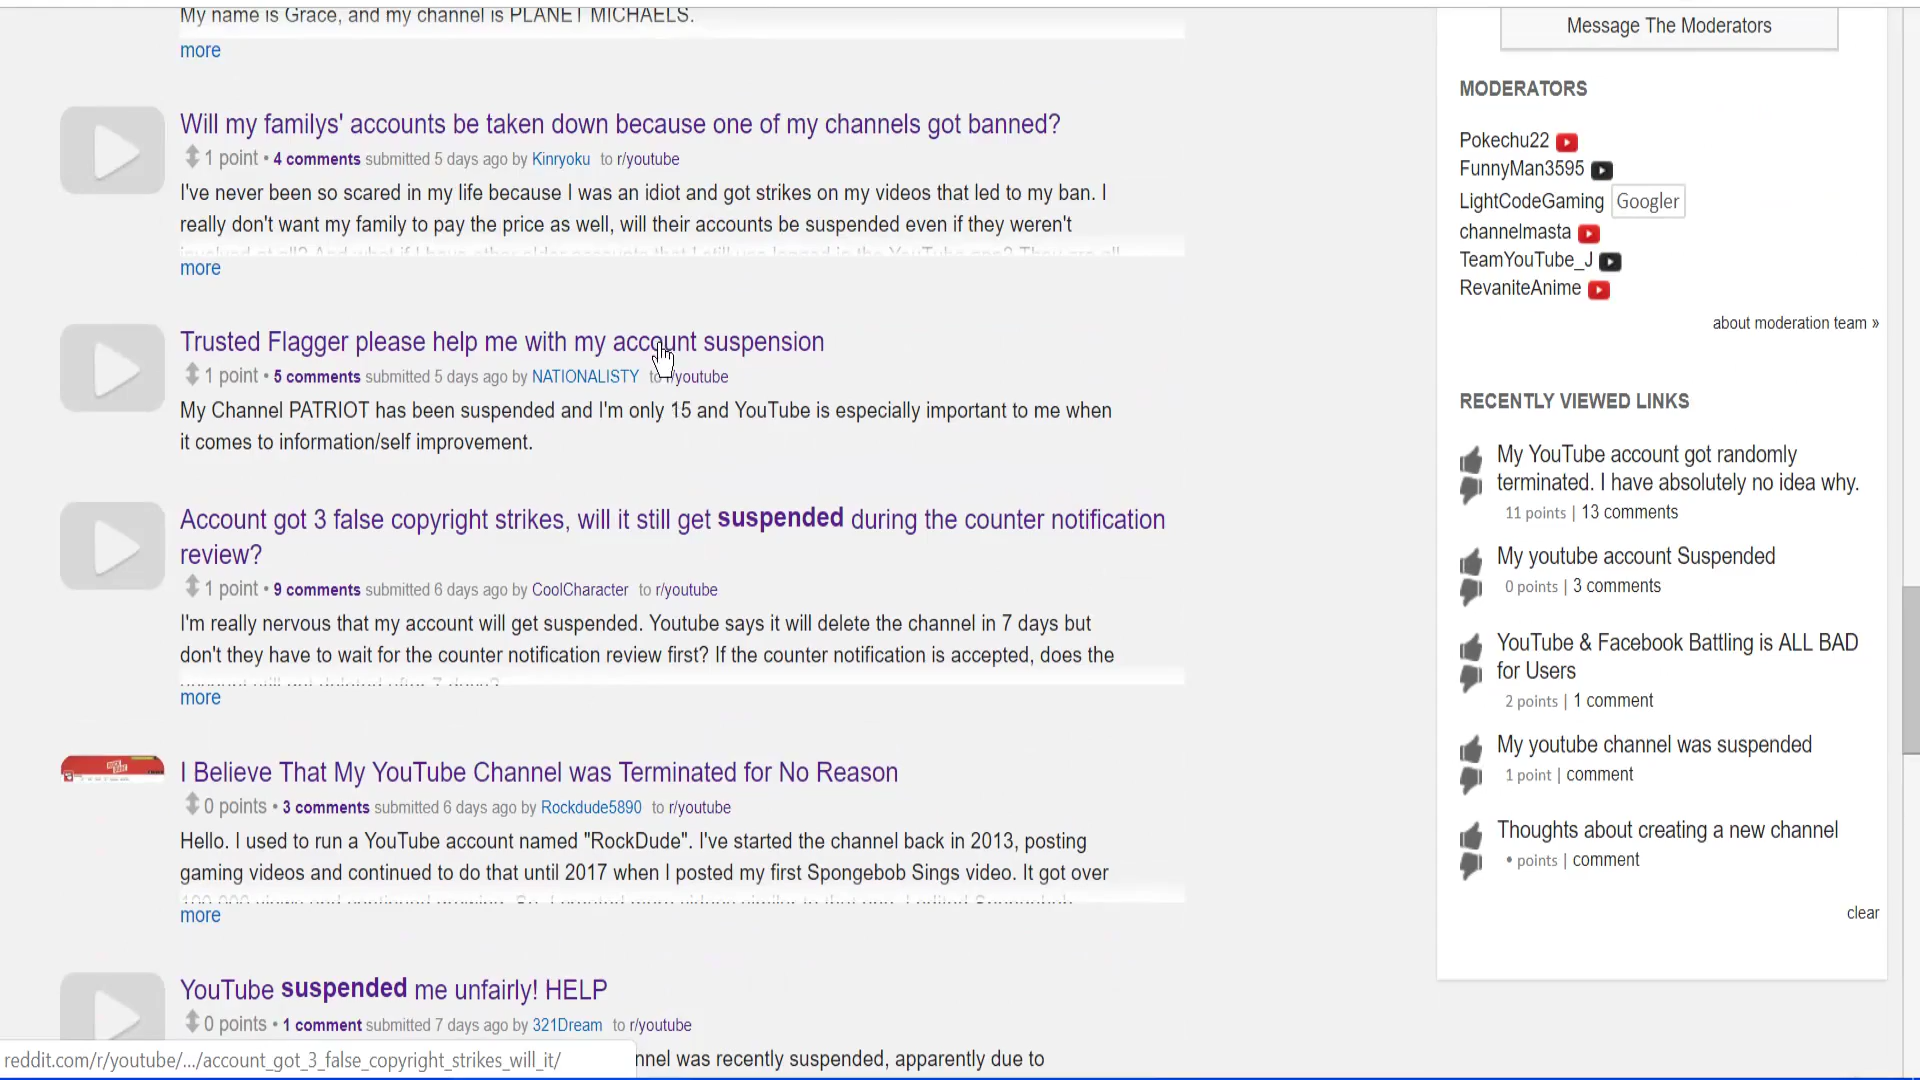 My name is Grace, and my channel is PLANET MICHAELS.
more
Will my familys' accounts be taken down because one of my channels got banned?
1 point • 4 comments submitted 5 days ago by Kinryoku to r/youtube
I've never been so scared in my life because I was an idiot and got strikes on my videos that led to my ban. I
really don't want my family to pay the price as well, will their accounts be suspended even if they weren't
more
Trusted Flagger please help me with my account suspension
1 point • 5 comments submitted 5 days ago by NATIONALISTY to r/youtube
My Channel PATRIOT has been suspended and I'm only 15 and YouTube is especially important to me when
it comes to information/self improvement.
Account got 3 false copyright strikes, will it still get suspended during the counter notification
review?
1 point • 9 comments submitted 6 days ago by CoolCharacter to r/youtube
I'm really nervous that my account will get suspended. Youtube says it will delete the channel in 7 days but
don't they have to wait for the counter notification review first? If the counter notification is accepted, does the
more
I Believe That My YouTube Channel was Terminated for No Reason
0 points • 3 comments submitted 6 days ago by Rockdude5890 to r/youtube
Hello. I used to run a YouTube account named "RockDude". I've started the channel back in 2013, posting
gaming videos and continued to do that until 2017 when I posted my first Spongebob Sings video. It got over
more
YouTube suspended me unfairly! HELP
0 points • 1 comment submitted 7 days ago by 321Dream to r/youtube
nnel was recently suspended, apparently due to
reddit.com/r/youtube/.../account_got_3_false_copyright_strikes_will_it/
Message The Moderators
MODERATORS
Pokechu22
FunnyMan3595
LightCodeGaming Googler
channelmasta
TeamYouTube_J
RevaniteAnime
about moderation team »
RECENTLY VIEWED LINKS
My YouTube account got randomly
terminated. I have absolutely no idea why.
11 points | 13 comments
My youtube account Suspended
0 points | 3 comments
YouTube & Facebook Battling is ALL BAD
for Users
2 points | 1 comment
My youtube channel was suspended
1 point | comment
Thoughts about creating a new channel
• points | comment
clear